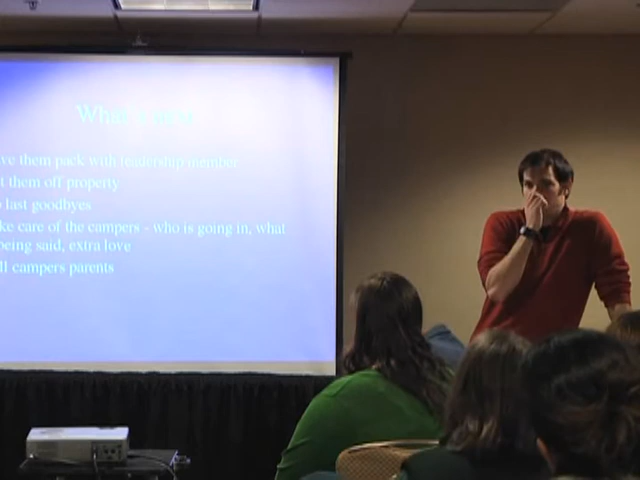 What's next
ve them pack with leadership member
t them off property
last goodbyes
ke care of the campers - who is going in, what
being said, extra love
ll campers parents